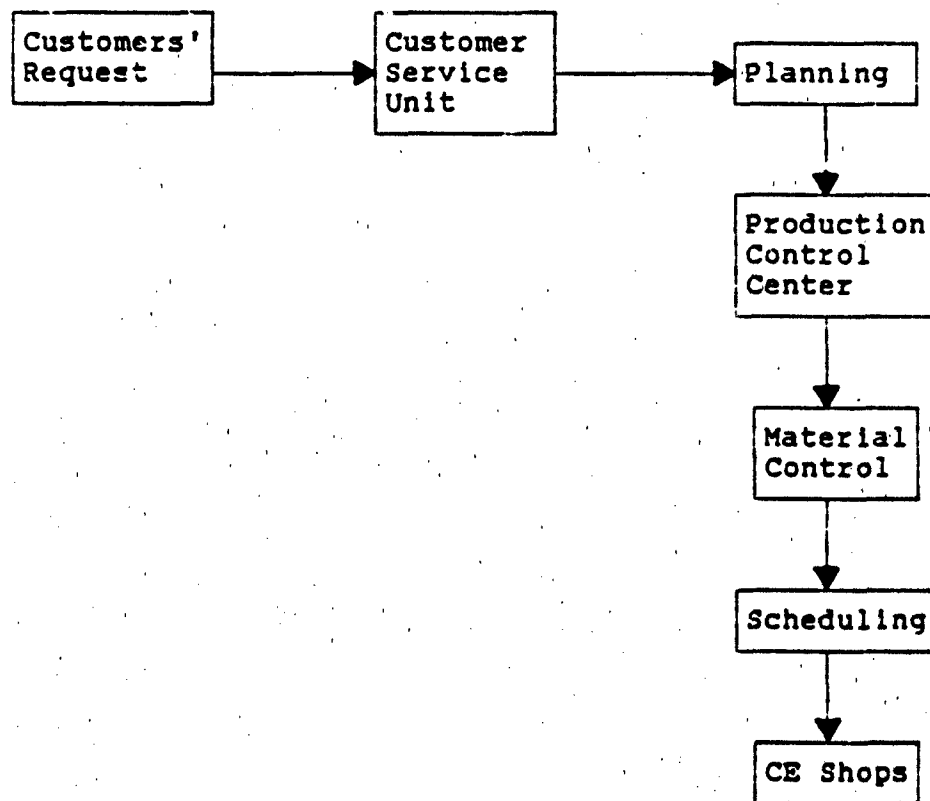 Customers'
Request
Customer
Service
Unit
Planning
Production
Control
Center
Material
Control
Scheduling
CE Shops